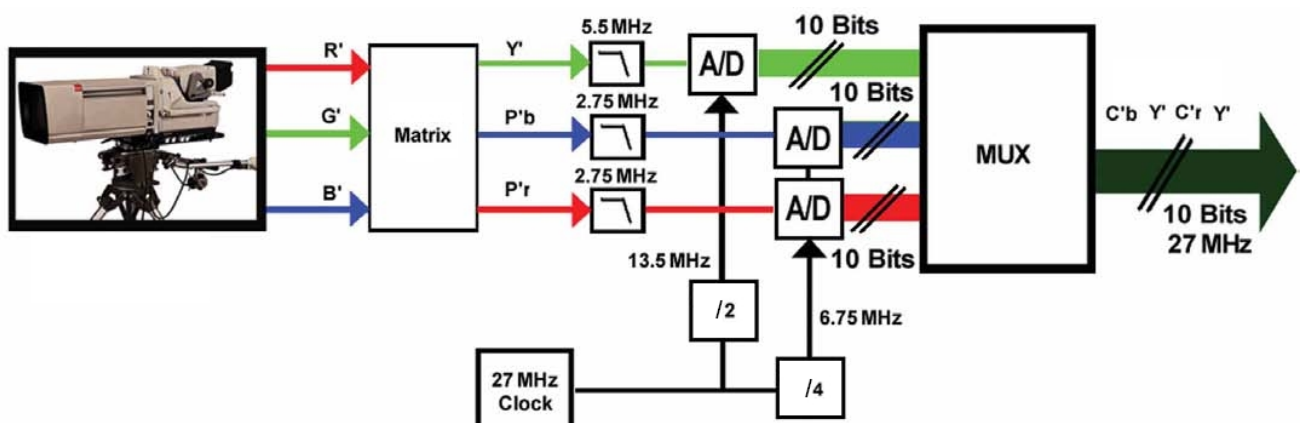 R'
G'
B'
Matrix
Y'
P'b
P'r
5.5 MHz
2.75 MHz
2.75 MHz
A/D
A/D
A/D
10 Bits
10 Bits
10 Bits
MUX
C'b Y' C'r Y'
10 Bits
27 MHz
13.5 MHz
/2
6.75 MHz
/4
27 MHz
Clock